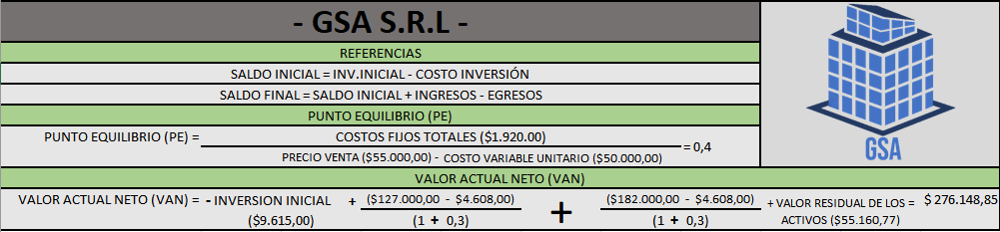 - GSA S.R.L -
REFERENCIAS
SALDO INICIAL = INV.INICIAL - COSTO INVERSIÓN
SALDO FINAL = SALDO INICIAL + INGRESOS - EGRESOS
PUNTO EQUILIBRIO (PE)
PUNTO EQUILIBRIO (PE) = COSTOS FIJOS TOTALES ($1.920.00) = 0,4
PRECIO VENTA ($55.000,00) - COSTO VARIABLE UNITARIO ($50.000,00)
GSA
VALOR ACTUAL NETO (VAN)
VALOR ACTUAL NETO (VAN) = - INVERSION INICIAL + ($127.000,00 - $4.608,00) + ($182.000,00 - $4.608,00) + VALOR RESIDUAL DE LOS = $ 276.148,85
($9.615,00) (1 + 0,3) (1 + 0,3) ACTIVOS ($55.160,77)